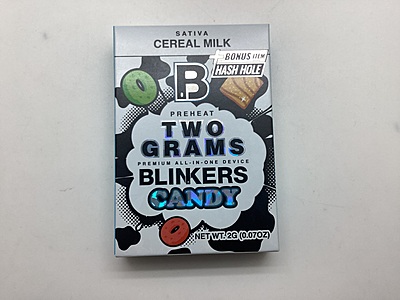 SATIVA
CEREAL MILK
BONUS ITEM
HASH HOLE
B
PREHEAT
TWO
GRAMS
PREMIUM ALL-IN-ONE DEVICE
BLINKERS
CANDY
NET WT. 2G (0.07OZ)